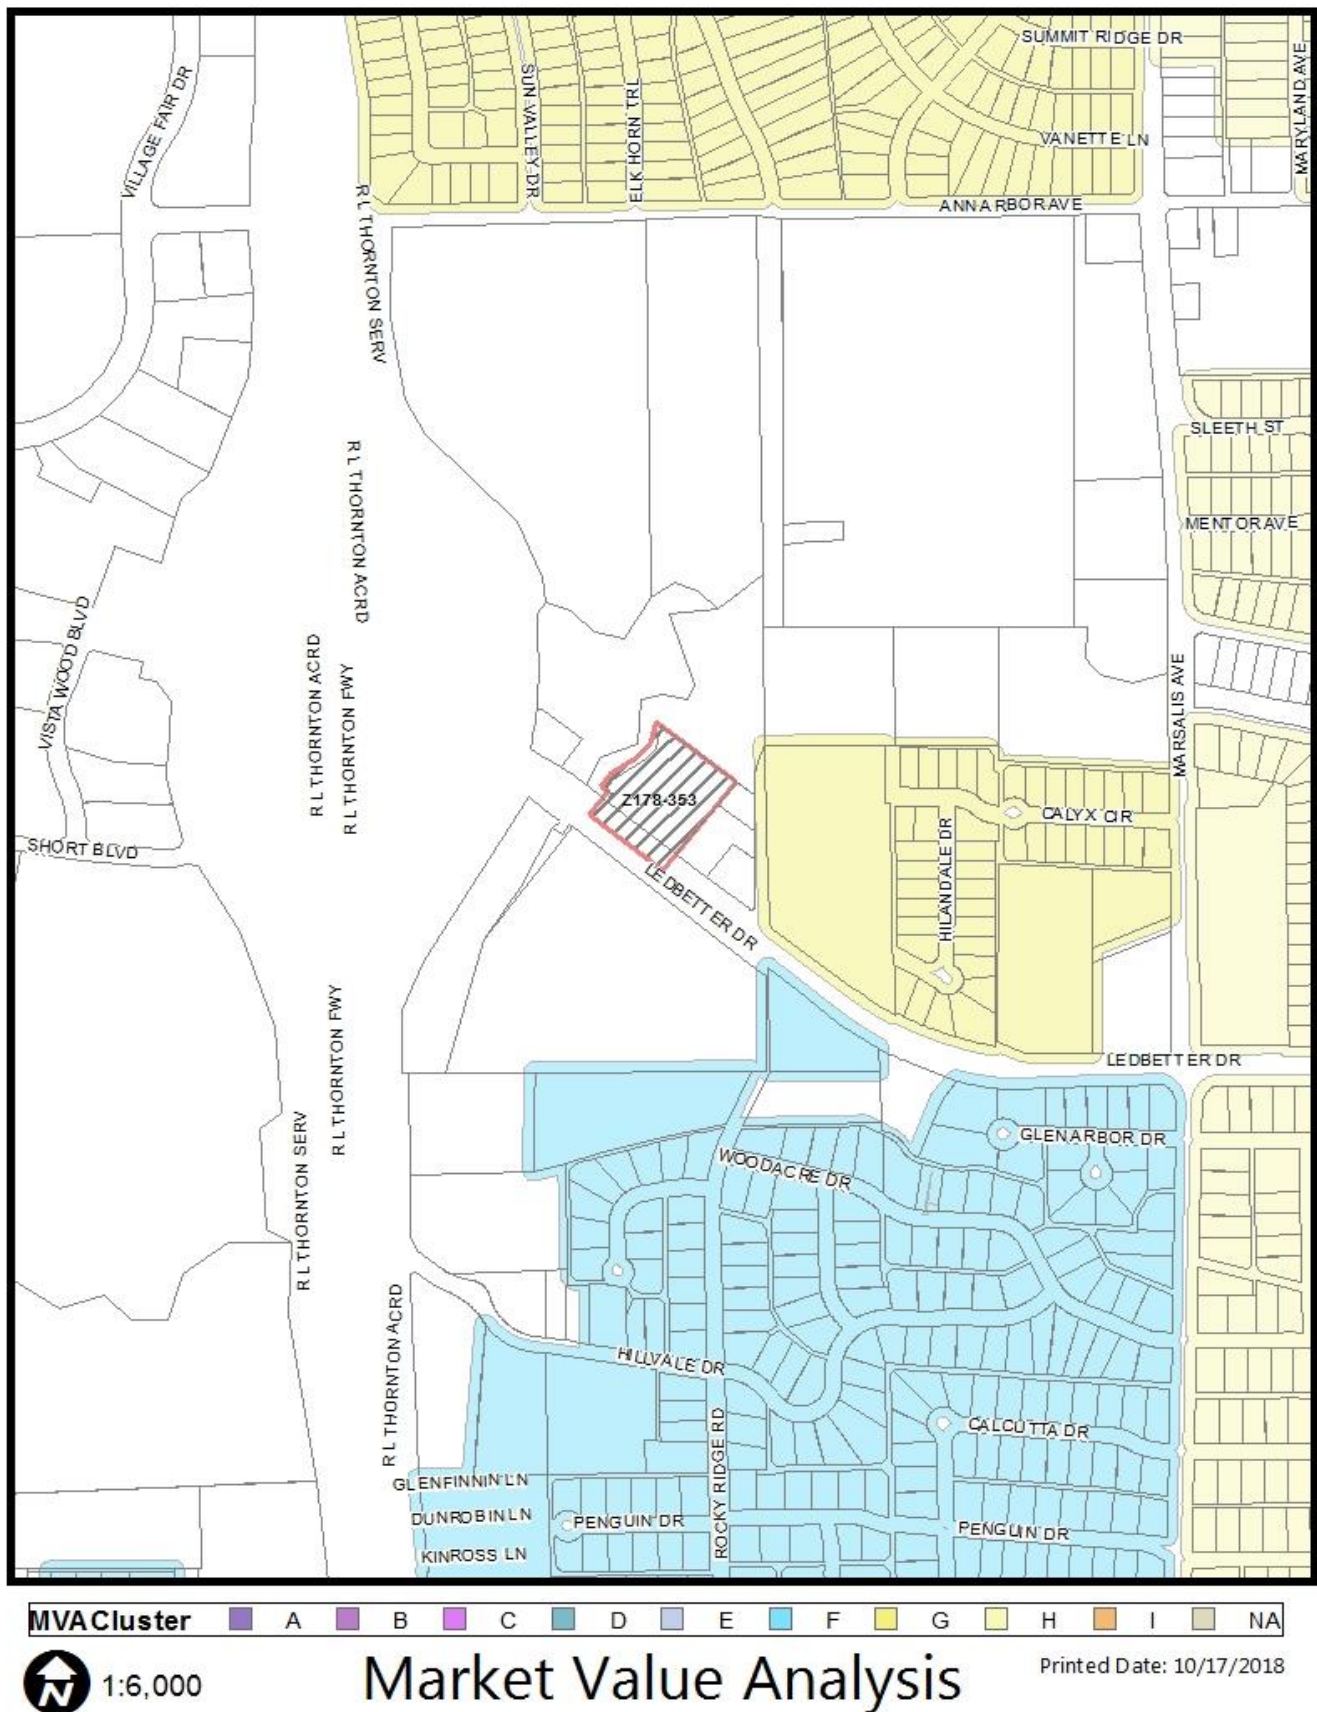 SUMMIT RIDGE DR
VILLAGE FAIR DR
SUN VALLEY DR
ELK HORN TRL
MARYLAND AVE
VANETTE LN
ANN ARBOR AVE
R L THORNTON SERV
SLEETH ST
MENTOR AVE
R L THORNTON ACRD
VISTA WOOD BLVD
R L THORNTON ACRD
R L THORNTON FWY
MARSALIS AVE
Z178-353
CALYX CIR
SHORT BLVD
HILANDALE DR
LEDBETTER DR
R L THORNTON FWY
LEDBETTER DR
R L THORNTON SERV
GLENARBOR DR
WOODACRE DR
R L THORNTON ACRD
HILLVALE DR
ROCKY RIDGE RD
CALCUTTA DR
GLENFINNIN LN
DUNROBIN LN
PENGUIN DR
PENGUIN DR
KINROSS LN
MVA Cluster A B C D E F G H I NA
N
1:6,000
Market Value Analysis
Printed Date: 10/17/2018